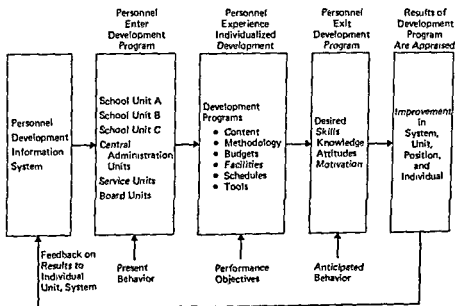 Personnel
Enter
Development
Program
Personnel
Experience
Individualized
Development
Personnel
Exit
Development
Program
Results of
Development
Program
Are Appraised
Personnel
Development
Information
System
School Unit A
School Unit B
School Unit C
Central
Administration
Units
Service Units
Board Units
Development
Programs
• Content
• Methodology
• Budgets
• Facilities
• Schedules
• Tools
Desired
Skills
Knowledge
Attitudes
Motivation
Improvement
in
System,
Unit,
Position,
and
Individual
Feedback on
Results to
Individual
Unit, System
Present
Behavior
Performance
Objectives
Anticipated
Behavior